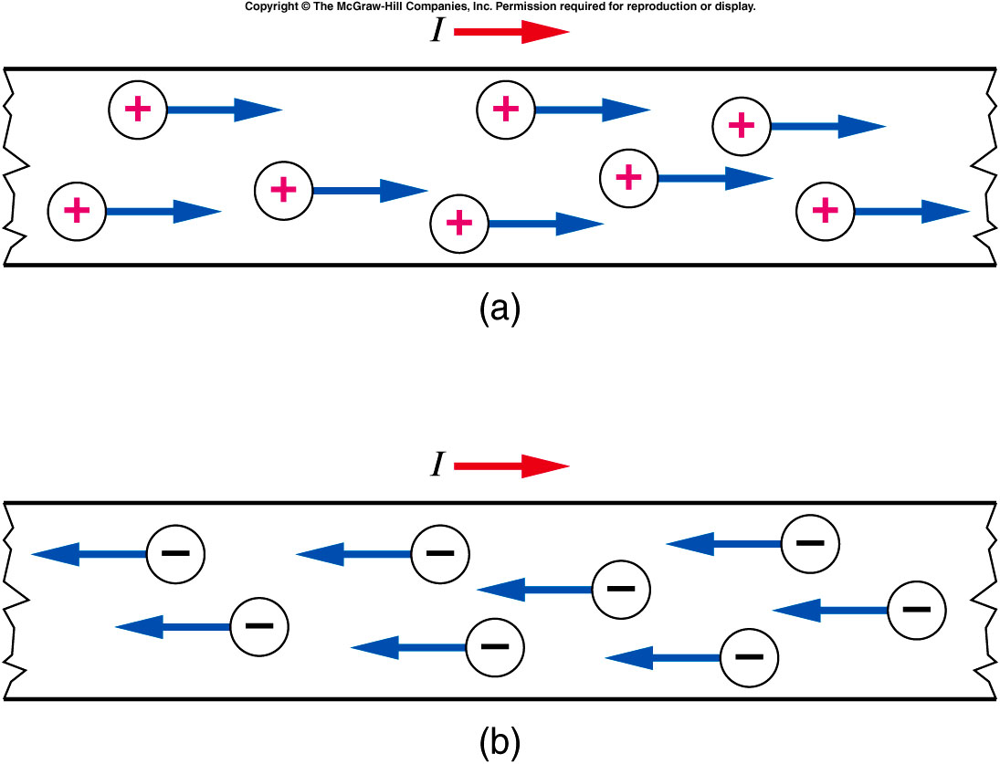 Copyright © The McGraw-Hill Companies, Inc. Permission required for reproduction or display.
I
+ + +
+ + + + +
(a)
I
− − −
− − −
− − −
(b)